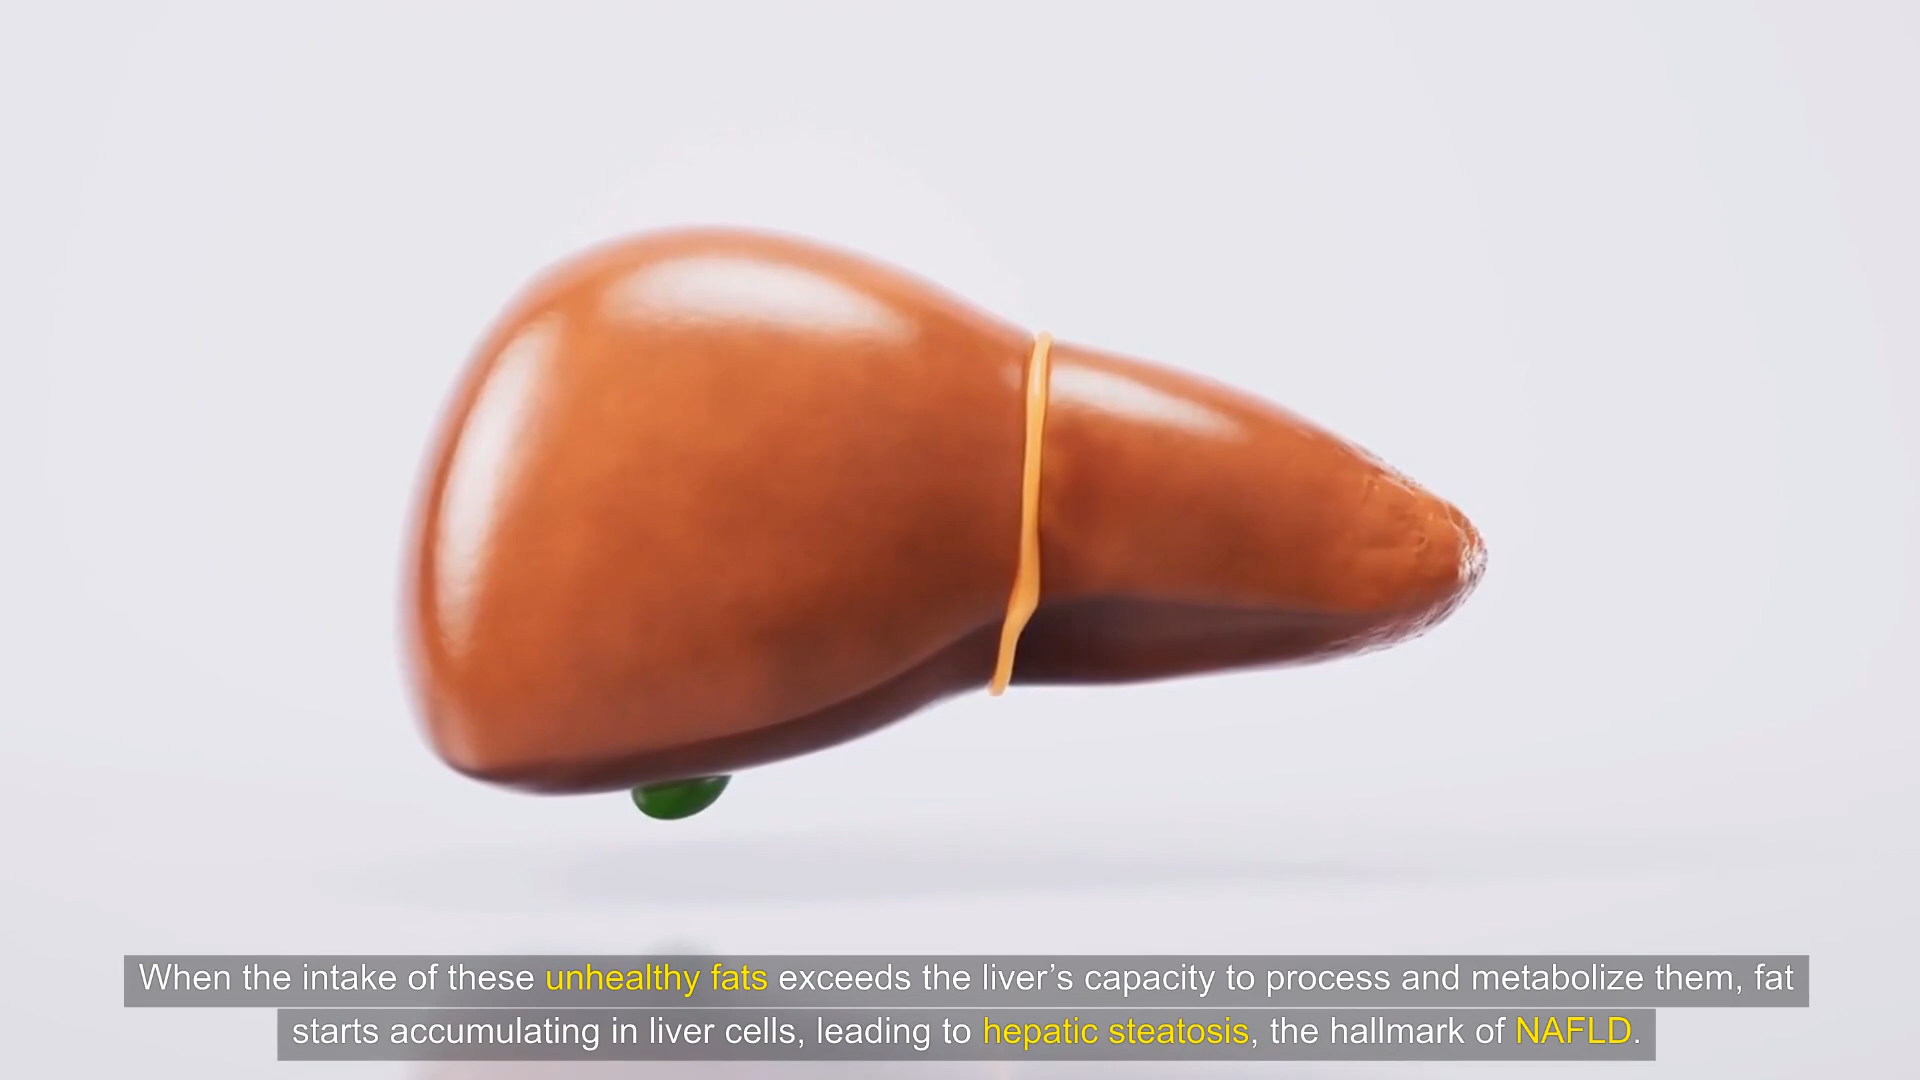 When the intake of these unhealthy fats exceeds the liver’s capacity to process and metabolize them, fat
starts accumulating in liver cells, leading to hepatic steatosis, the hallmark of NAFLD.